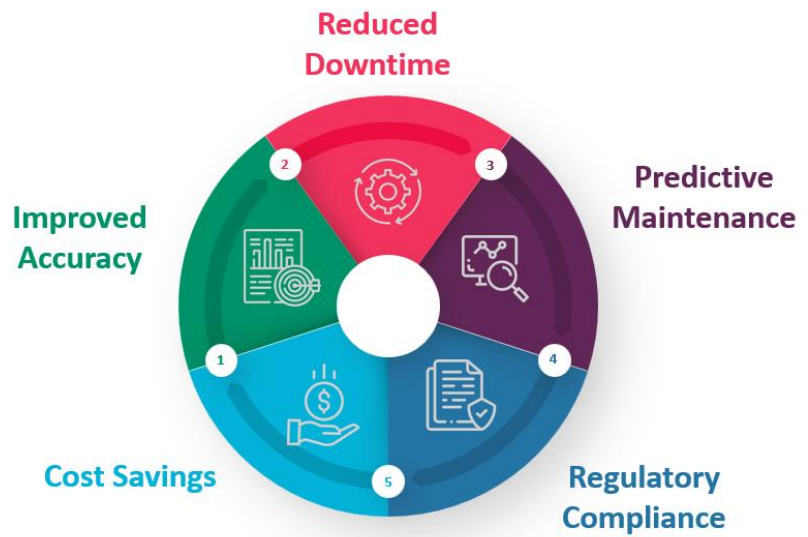 Reduced
Downtime
2
3
Predictive
Maintenance
Improved
Accuracy
1
4
$
Cost Savings
5
Regulatory
Compliance